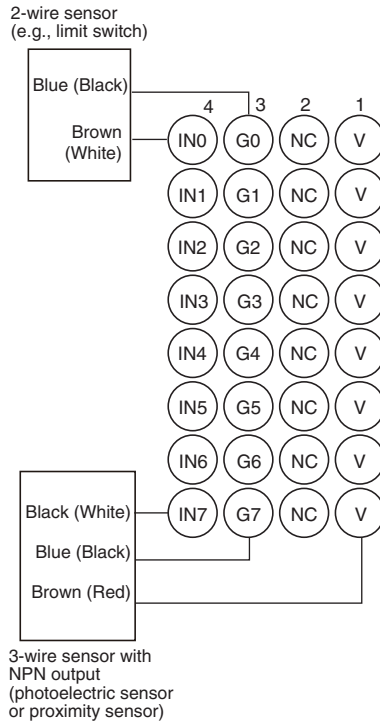 2-wire sensor
(e.g., limit switch)
Blue (Black)
Brown
(White)
4 3 2 1
IN0 G0 NC V
IN1 G1 NC V
IN2 G2 NC V
IN3 G3 NC V
IN4 G4 NC V
IN5 G5 NC V
IN6 G6 NC V
IN7 G7 NC V
Black (White)
Blue (Black)
Brown (Red)
3-wire sensor with
NPN output
(photoelectric sensor
or proximity sensor)